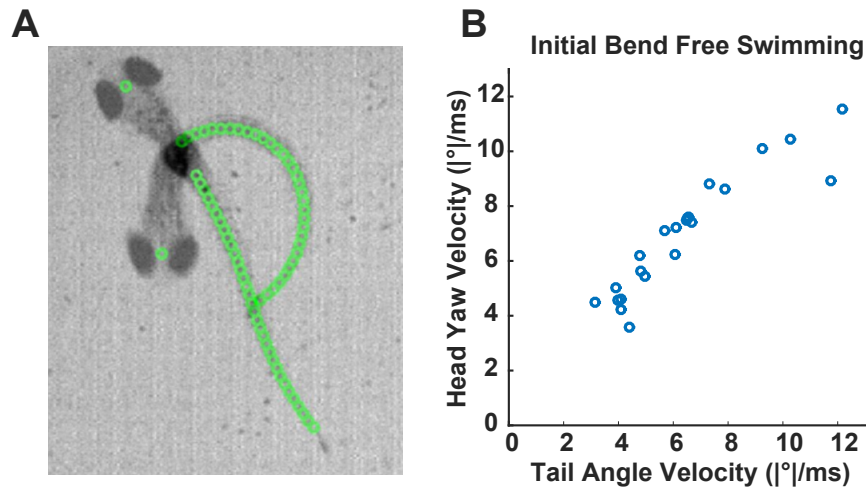 A
B
Initial Bend Free Swimming
Head Yaw Velocity (|°|/ms)
12
10
8
6
4
2
0
0 2 4 6 8 10 12
Tail Angle Velocity (|°|/ms)